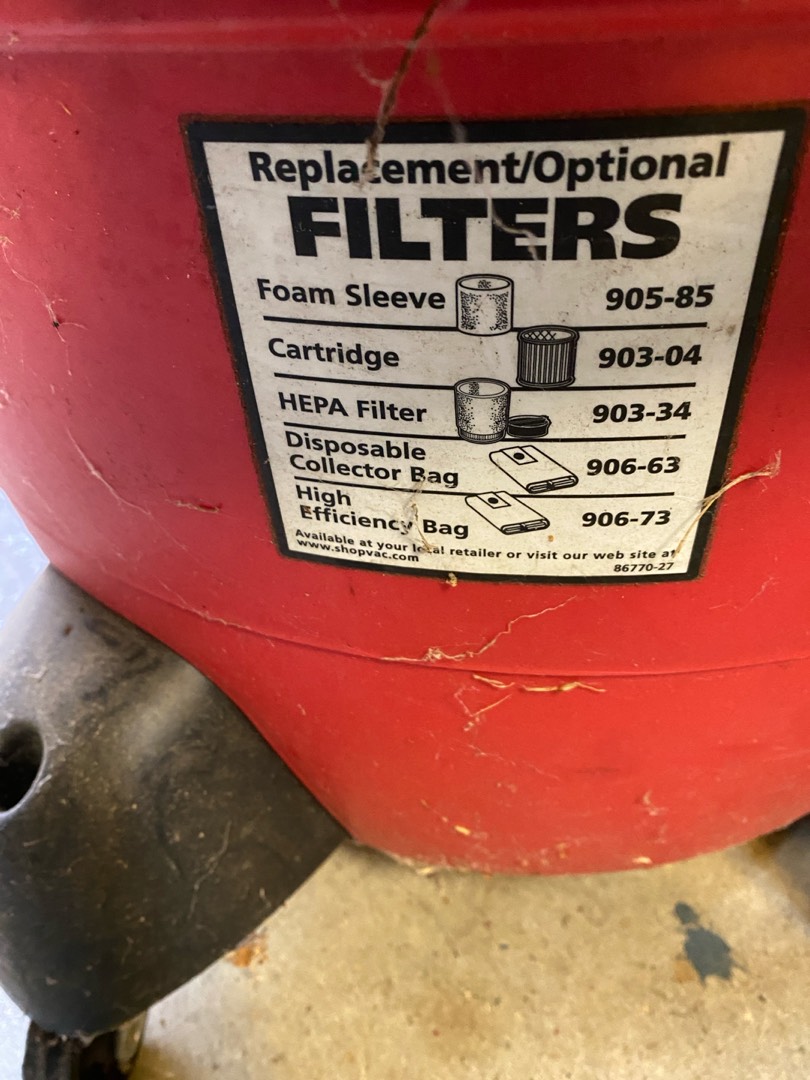 Replacement/Optional
FILTERS
Foam Sleeve 905-85
Cartridge 903-04
HEPA Filter 903-34
Disposable
Collector Bag 906-63
High
Efficiency Bag 906-73
Available at your local retailer or visit our web site at
www.shopvac.com
86770-27